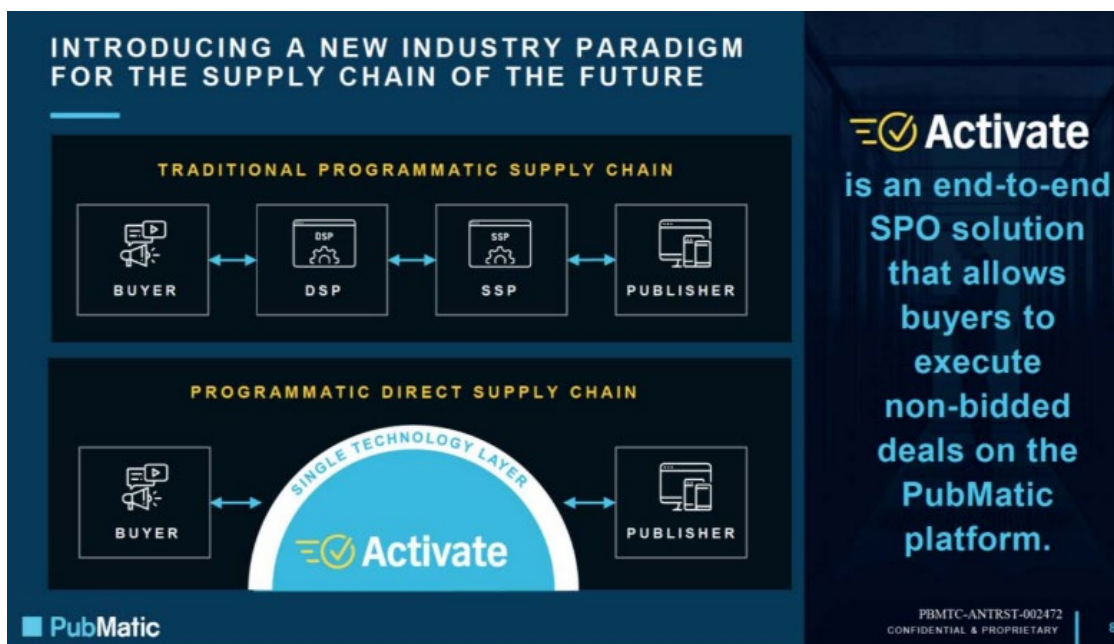 INTRODUCING A NEW INDUSTRY PARADIGM
FOR THE SUPPLY CHAIN OF THE FUTURE
TRADITIONAL PROGRAMMATIC SUPPLY CHAIN
BUYER
DSP
DSP
SSP
SSP
PUBLISHER
PROGRAMMATIC DIRECT SUPPLY CHAIN
BUYER
SINGLE TECHNOLOGY LAYER
Activate
PUBLISHER
PubMatic
Activate
is an end-to-end
SPO solution
that allows
buyers to
execute
non-bidded
deals on the
PubMatic
platform.
PBMTC-ANTRST-002472
CONFIDENTIAL & PROPRIETARY